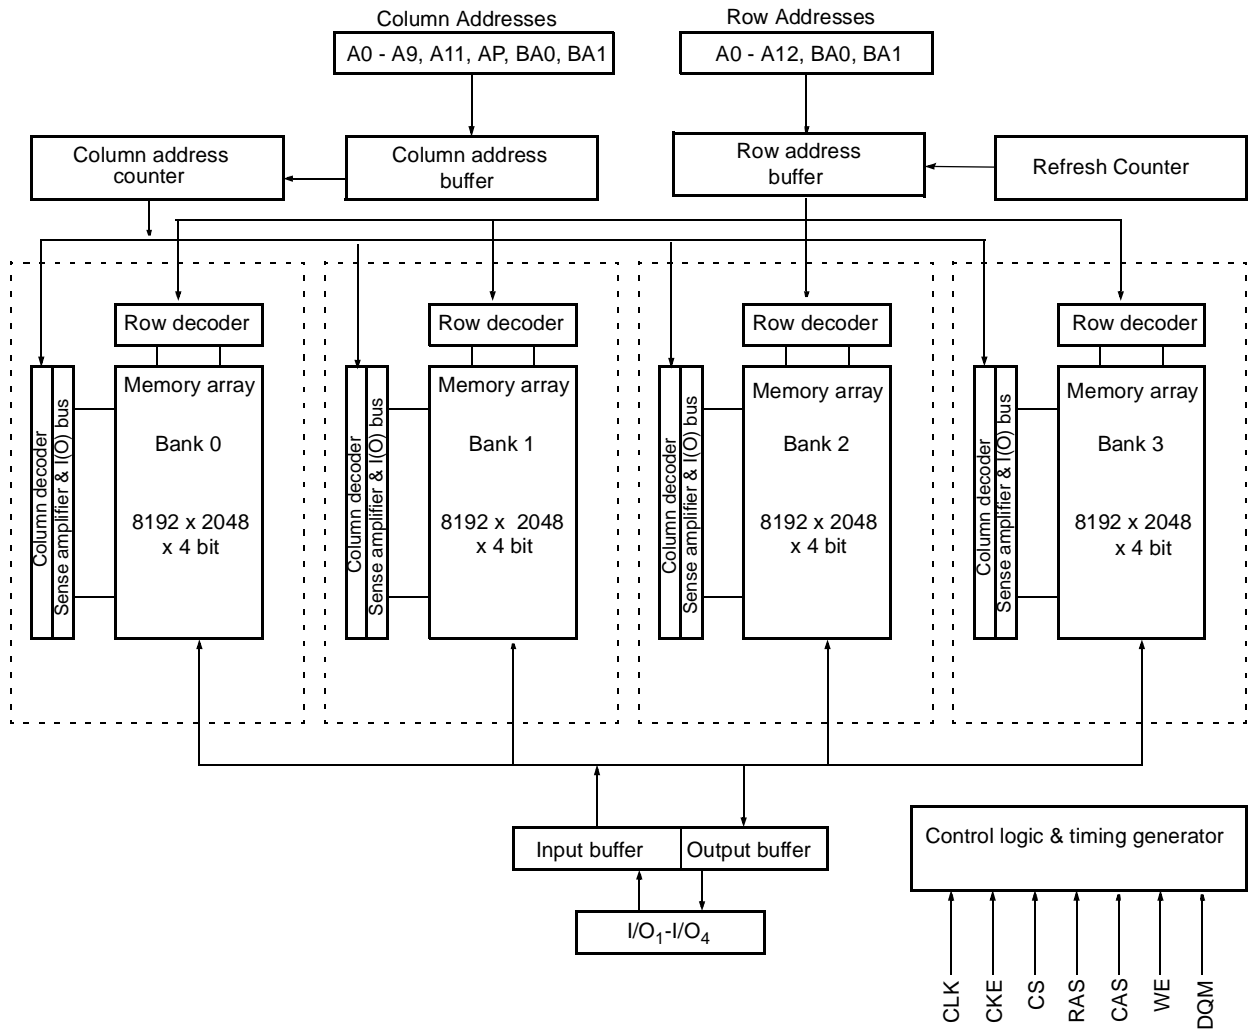 Column Addresses
Row Addresses
A0 - A9, A11, AP, BA0, BA1
A0 - A12, BA0, BA1
Column address
counter
Column address
buffer
Row address
buffer
Refresh Counter
Row decoder
Row decoder
Row decoder
Row decoder
Column decoder
Sense amplifier & I(O) bus
Memory array
Bank 0
8192 x 2048
x 4 bit
Column decoder
Sense amplifier & I(O) bus
Memory array
Bank 1
8192 x 2048
x 4 bit
Column decoder
Sense amplifier & I(O) bus
Memory array
Bank 2
8192 x 2048
x 4 bit
Column decoder
Sense amplifier & I(O) bus
Memory array
Bank 3
8192 x 2048
x 4 bit
Input buffer
Output buffer
I/O1-I/O4
Control logic & timing generator
CLK
CKE
CS
RAS
CAS
WE
DQM